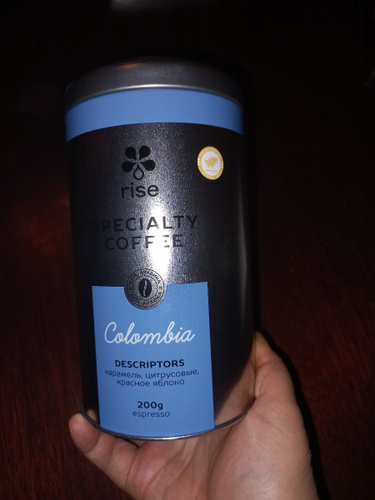 rise
SPECIALTY
COFFEE
Colombia
DESCRIPTORS
карамель, цитрусовые,
красное яблоко
200g
espresso